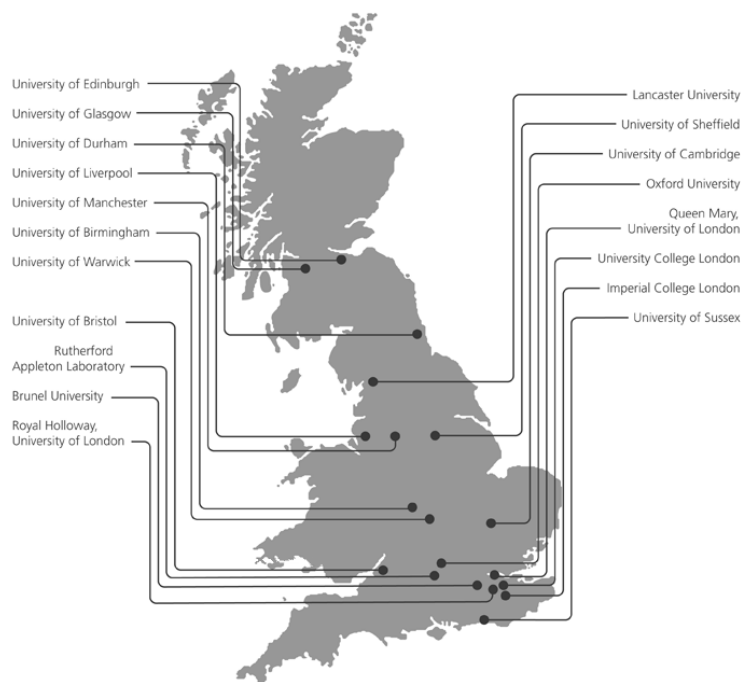 University of Edinburgh
University of Glasgow
University of Durham
University of Liverpool
University of Manchester
University of Birmingham
University of Warwick
University of Bristol
Rutherford
Appleton Laboratory
Brunel University
Royal Holloway,
University of London
Lancaster University
University of Sheffield
University of Cambridge
Oxford University
Queen Mary,
University of London
University College London
Imperial College London
University of Sussex